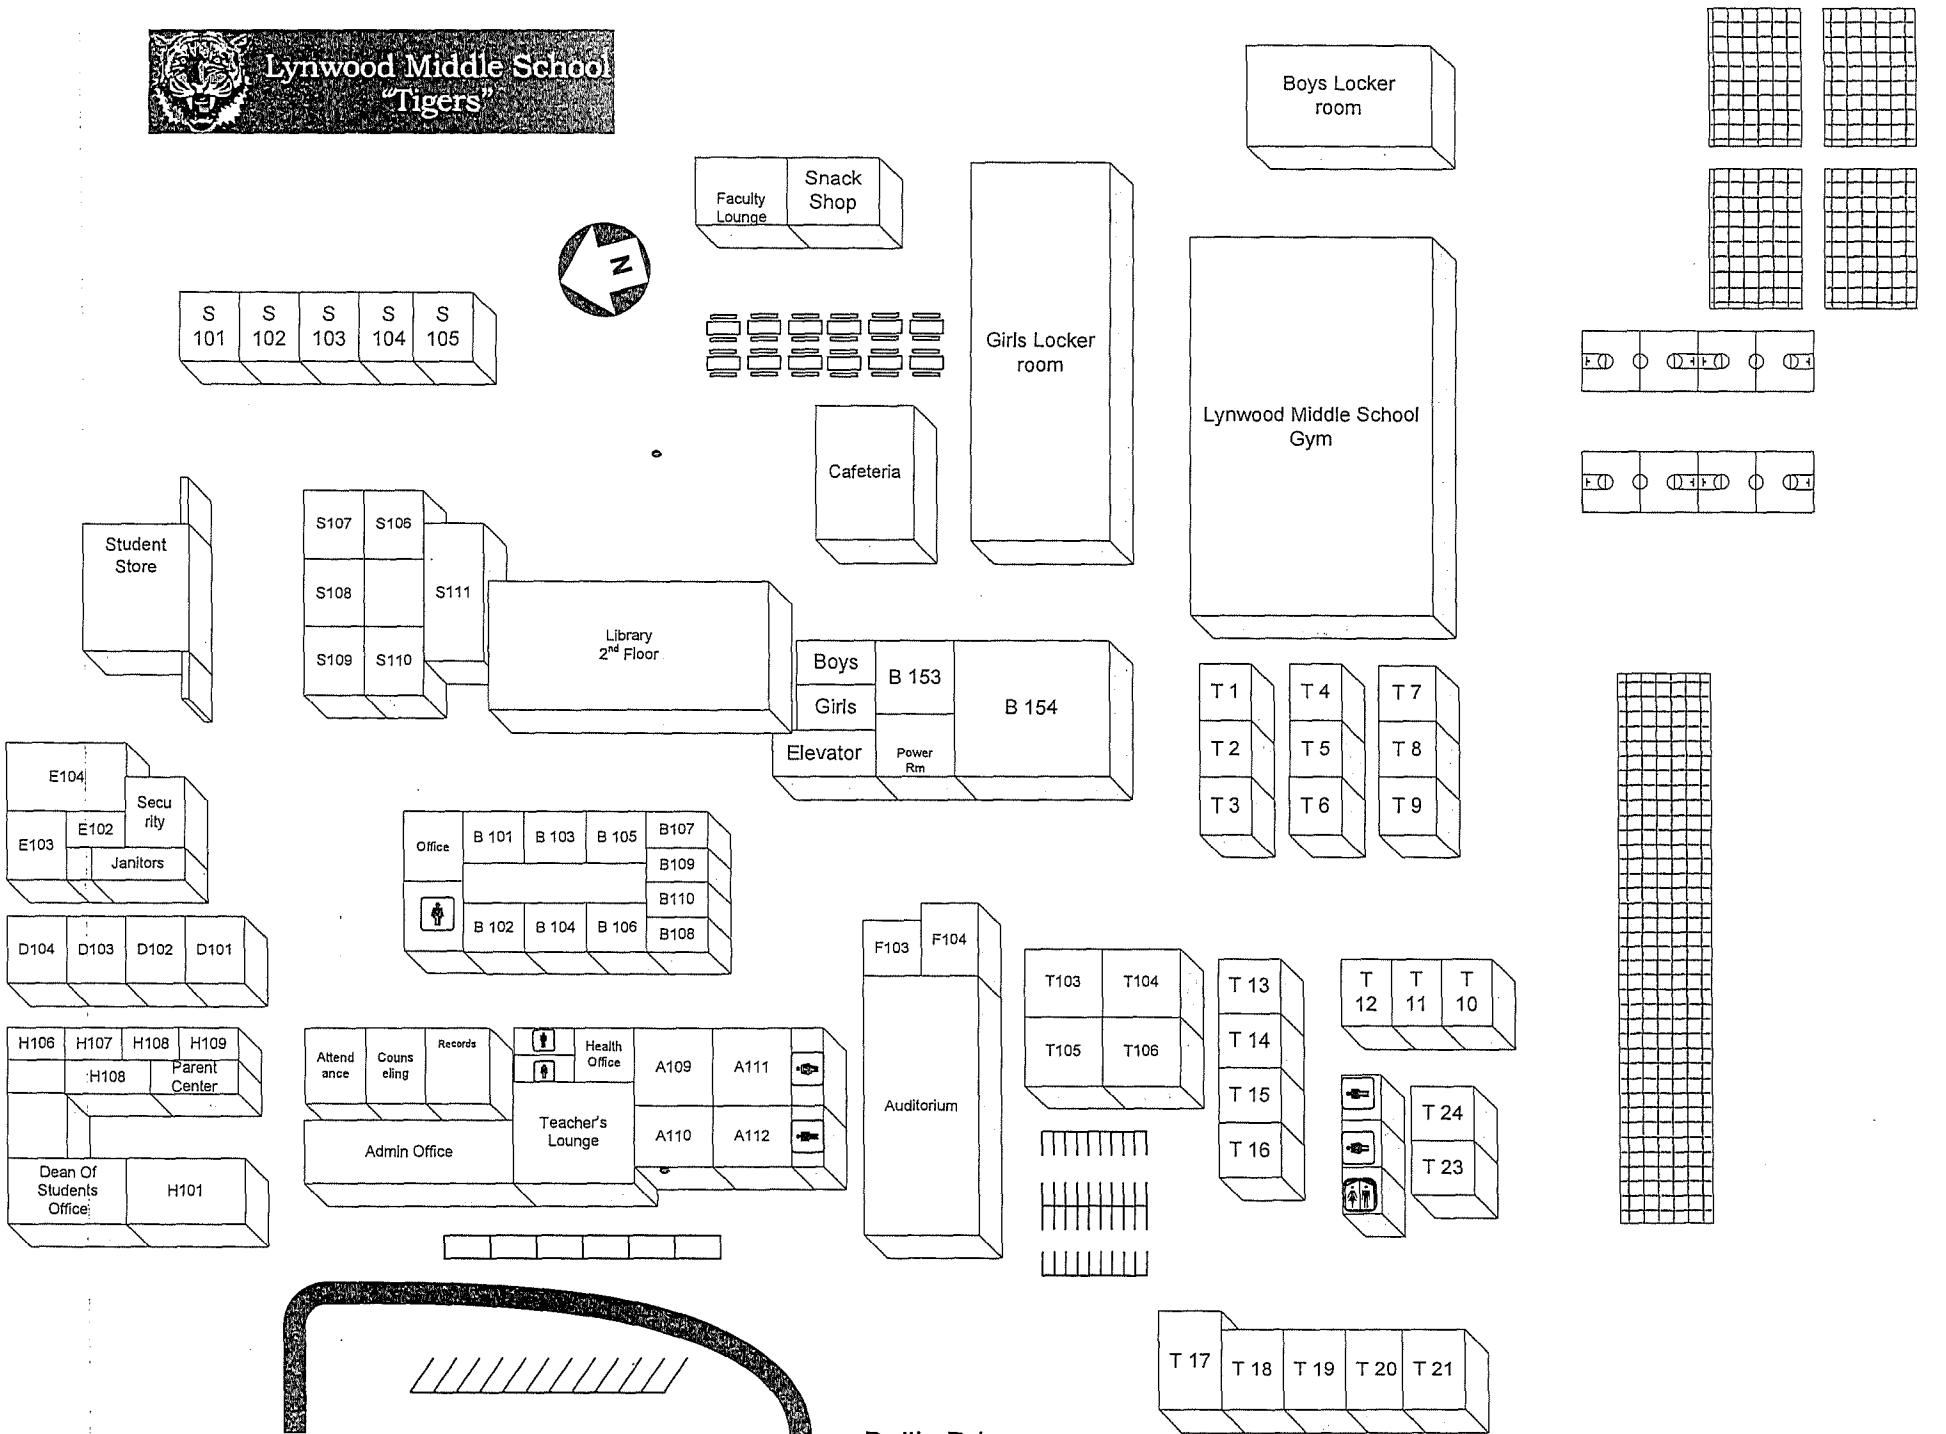 Lynwood Middle School
"Tigers"
Boys Locker
room
Faculty
Lounge
Snack
Shop
N
S
101
S
102
S
103
S
104
S
105
Girls Locker
room
Lynwood Middle School
Gym
Cafeteria
Student
Store
S107
S106
S108
S111
S109
S110
Library
2nd Floor
Boys
Girls
Elevator
B 153
Power
Rm
B 154
T 1
T 4
T 7
T 2
T 5
T 8
T 3
T 6
T 9
E104
Secu
rity
E103
E102
Janitors
Office
B 101
B 103
B 105
B107
B109
B110
B 102
B 104
B 106
B108
D104
D103
D102
D101
F103
F104
Auditorium
T103
T104
T105
T106
T 13
T 14
T 15
T 16
T
12
T
11
T
10
H106
H107
H108
H109
H108
Parent
Center
Dean Of
Students
Office
H101
Attend
ance
Couns
eling
Records
Health
Office
A109
A111
Teacher's
Lounge
A110
A112
Admin Office
T 24
T 23
T 17
T 18
T 19
T 20
T 21